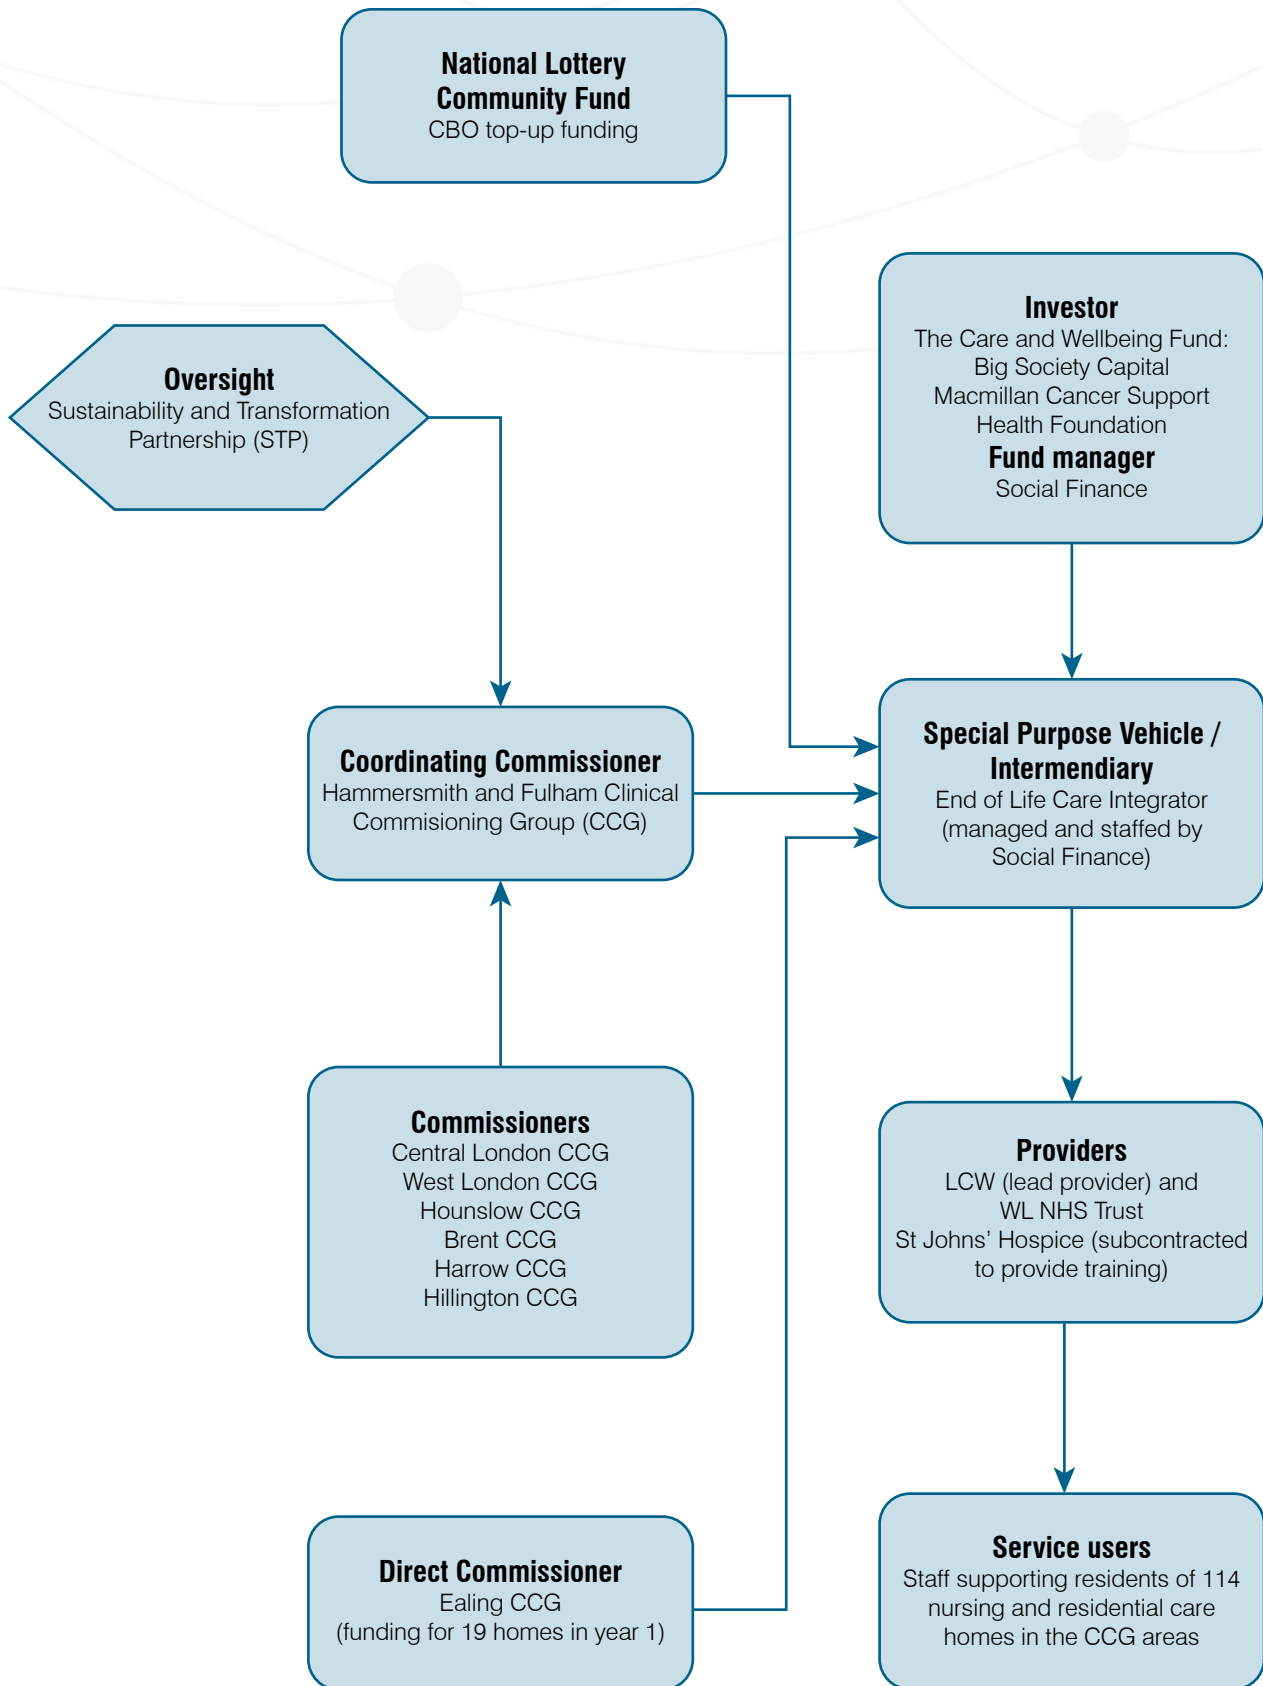 National Lottery
Community Fund
CBO top-up funding
Investor
The Care and Wellbeing Fund:
Big Society Capital
Macmillan Cancer Support
Health Foundation
Fund manager
Social Finance
Oversight
Sustainability and Transformation
Partnership (STP)
Coordinating Commissioner
Hammersmith and Fulham Clinical
Commisioning Group (CCG)
Special Purpose Vehicle /
Intermendiary
End of Life Care Integrator
(managed and staffed by
Social Finance)
Commissioners
Central London CCG
West London CCG
Hounslow CCG
Brent CCG
Harrow CCG
Hillington CCG
Providers
LCW (lead provider) and
WL NHS Trust
St Johns’ Hospice (subcontracted
to provide training)
Direct Commissioner
Ealing CCG
(funding for 19 homes in year 1)
Service users
Staff supporting residents of 114
nursing and residential care
homes in the CCG areas